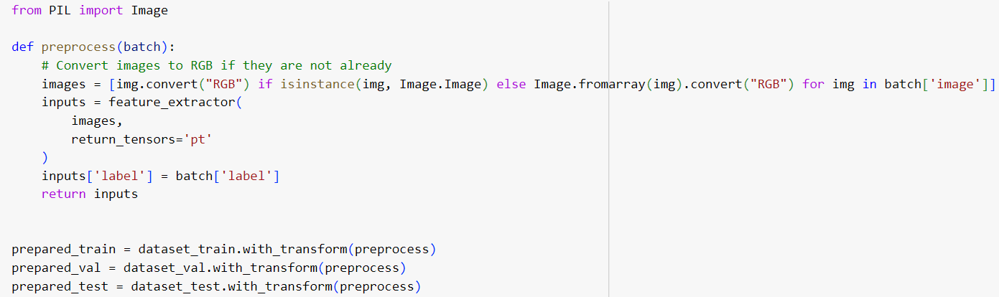 from PIL import Image
def preprocess(batch):
    # Convert images to RGB if they are not already
    images = [img.convert("RGB") if isinstance(img, Image.Image) else Image.fromarray(img).convert("RGB") for img in batch['image']]
    inputs = feature_extractor(
        images,
        return_tensors='pt'
    )
    inputs['label'] = batch['label']
    return inputs
prepared_train = dataset_train.with_transform(preprocess)
prepared_val = dataset_val.with_transform(preprocess)
prepared_test = dataset_test.with_transform(preprocess)